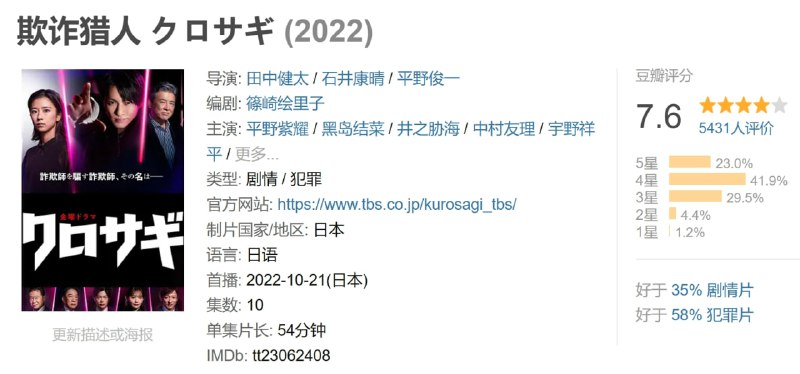 欺诈猎人 クロサギ (2022)
詐欺師を騙す詐欺師、その名は——
金曜ドラマ
クロサギ
更新描述或海报
导演: 田中健太 / 石井康晴 / 平野俊一
编剧: 篠崎绘里子
主演: 平野紫耀 / 黑岛结菜 / 井之胁海 / 中村友理 / 宇野祥
平 / 更多...
类型: 剧情 / 犯罪
官方网站: https://www.tbs.co.jp/kurosagi_tbs/
制片国家/地区: 日本
语言: 日语
首播: 2022-10-21(日本)
集数: 10
单集片长: 54分钟
IMDb: tt23062408
豆瓣评分
7.6
5431人评价
5星 23.0%
4星 41.9%
3星 29.5%
2星 4.4%
1星 1.2%
好于 35% 剧情片
好于 58% 犯罪片